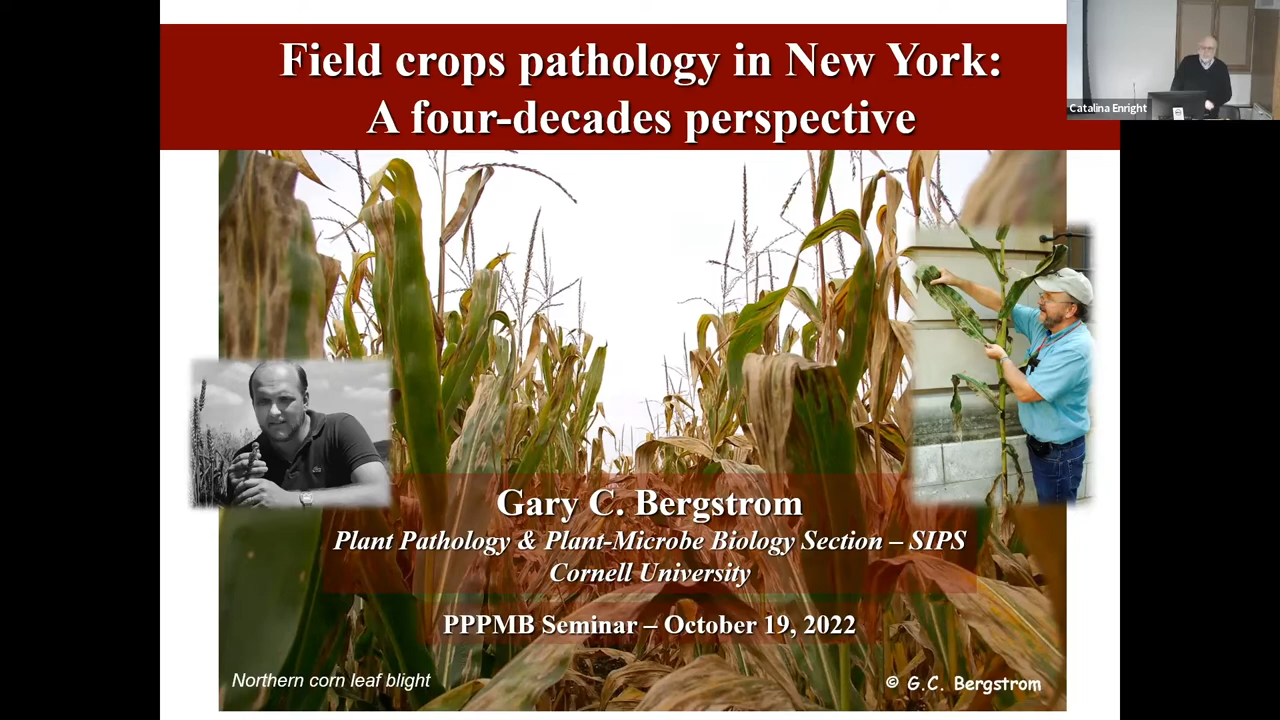 Field crops pathology in New York:
A four-decades perspective
Catalina Enright
Gary C. Bergstrom
Plant Pathology & Plant-Microbe Biology Section – SIPS
Cornell University
PPPMB Seminar – October 19, 2022
Northern corn leaf blight
© G.C. Bergstrom